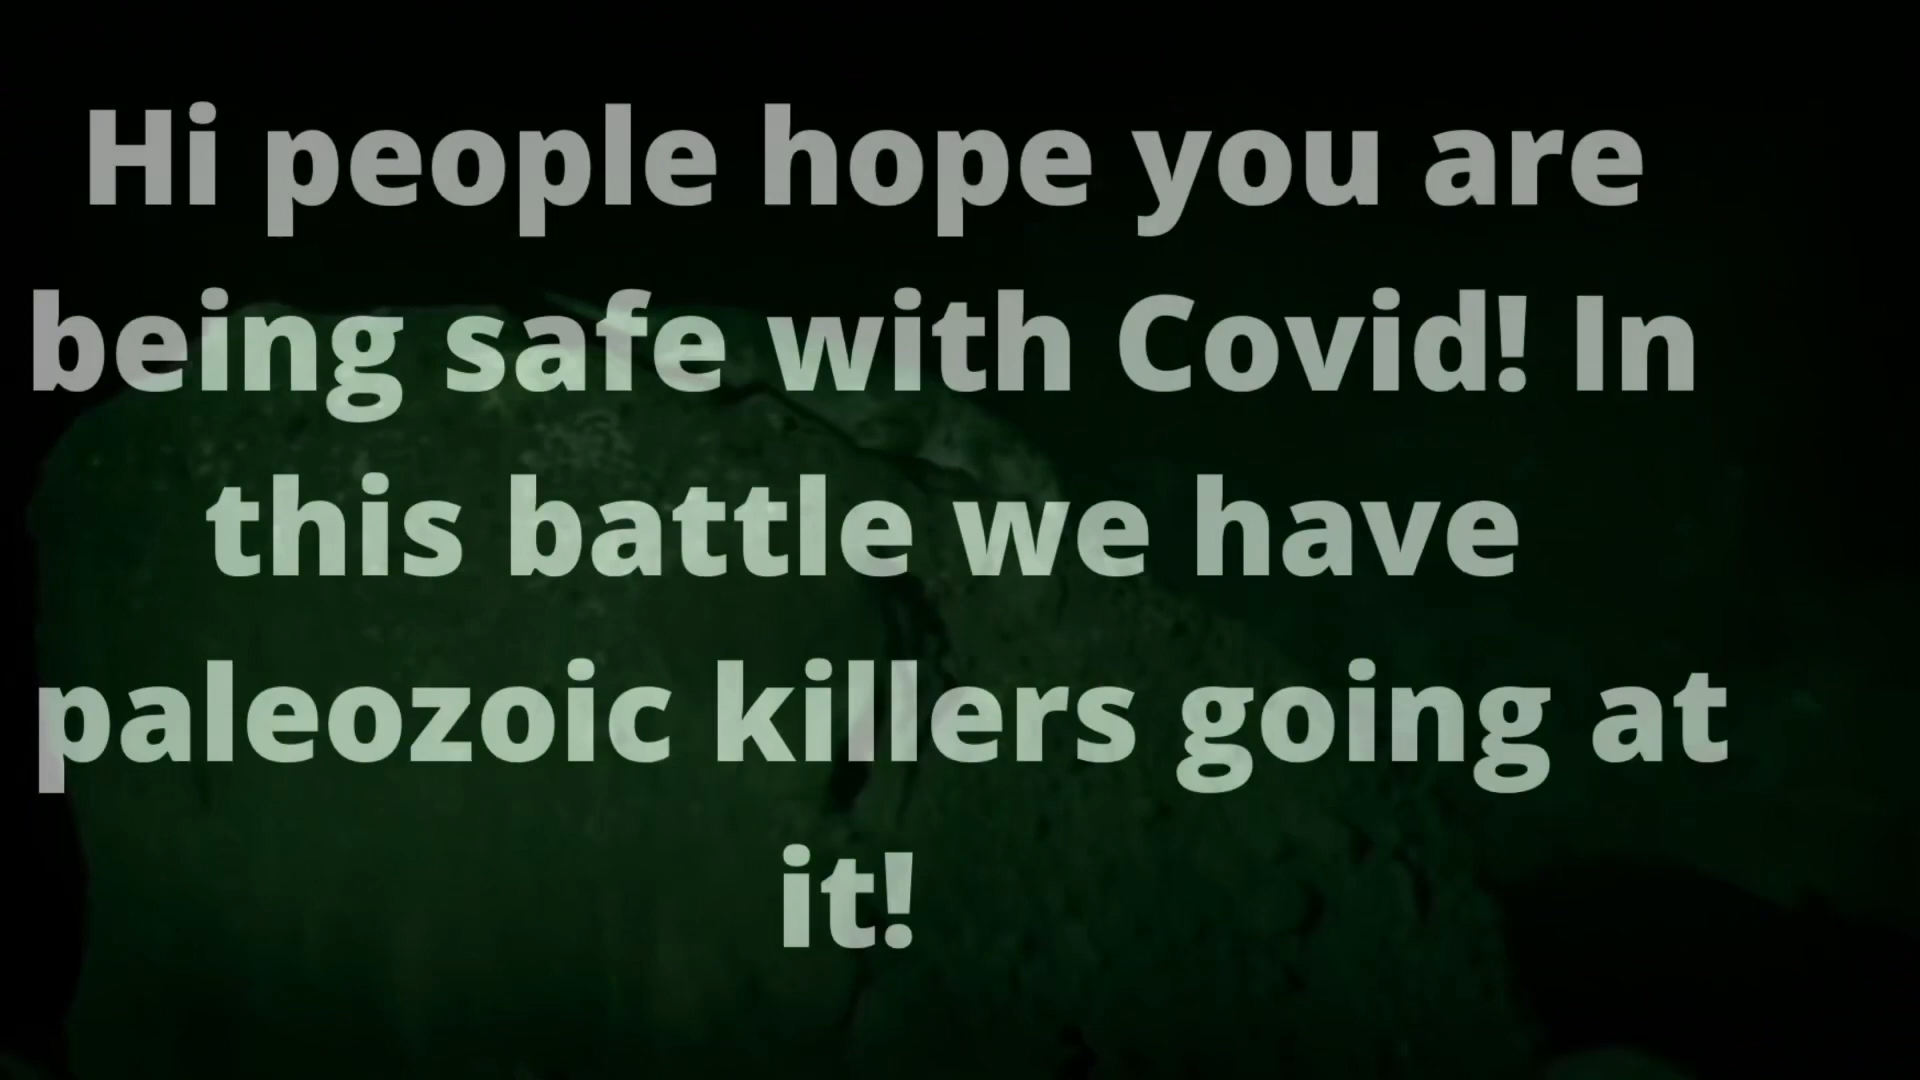 Hi people hope you are
being safe with Covid! In
this battle we have
paleozoic killers going at
it!